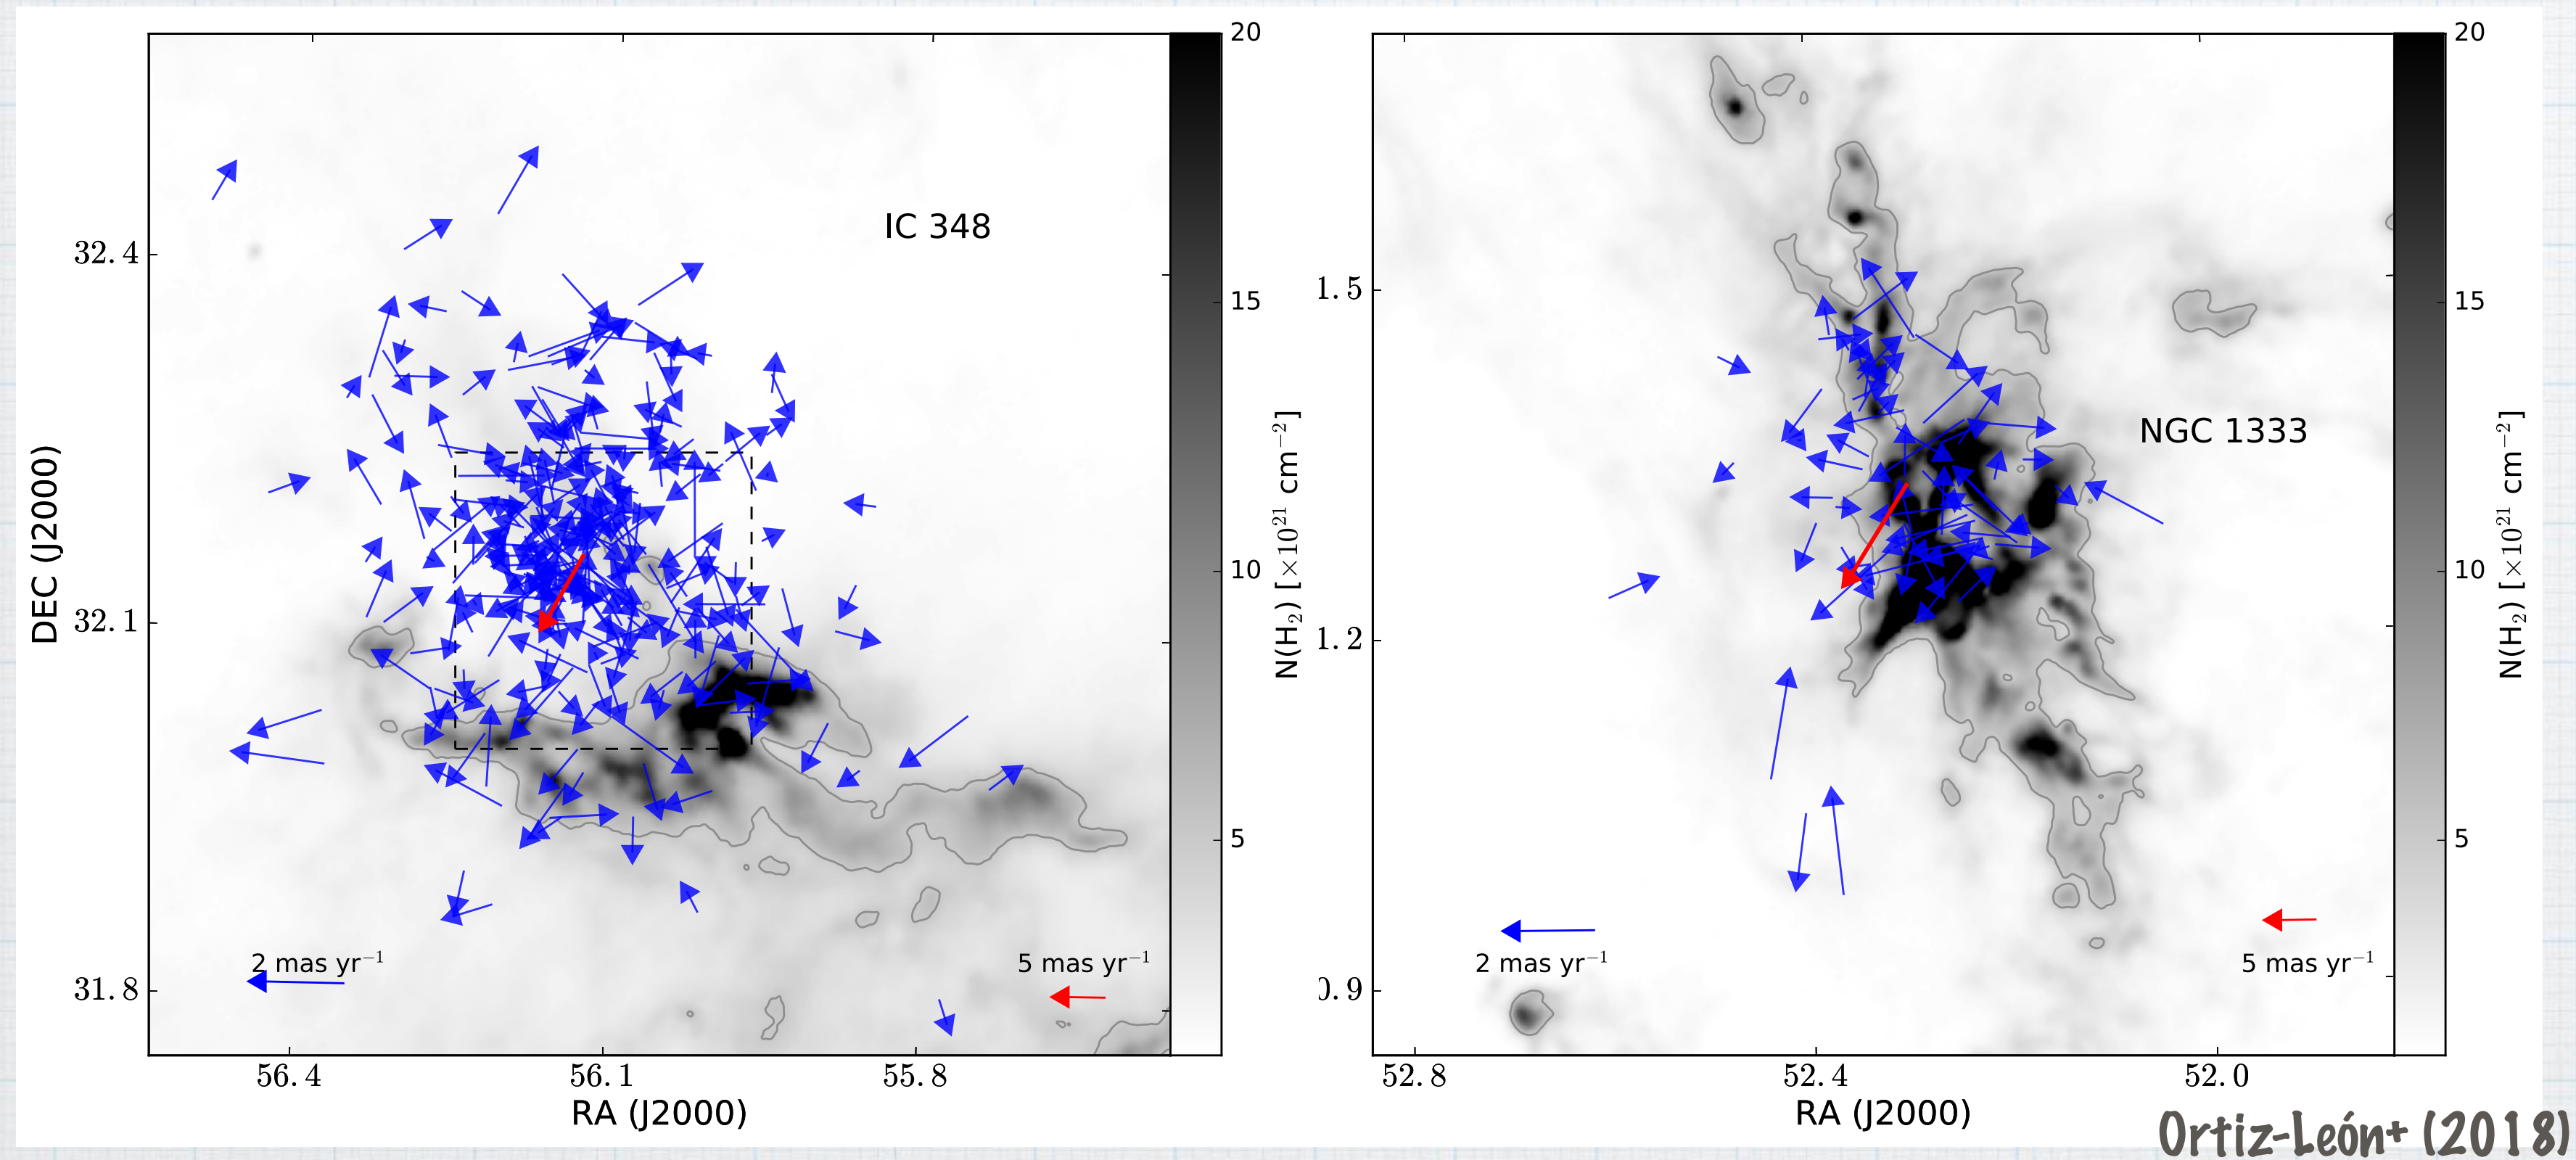 IC 348
32.4
32.1
31.8
DEC (J2000)
2 mas yr⁻¹
5 mas yr⁻¹
56.4
56.1
55.8
RA (J2000)
20
15
10
5
N(H₂) [×10²¹ cm⁻²]
NGC 1333
1.5
1.2
0.9
2 mas yr⁻¹
5 mas yr⁻¹
52.8
52.4
52.0
RA (J2000)
20
15
10
5
N(H₂) [×10²¹ cm⁻²]
Ortiz-León+ (2018)